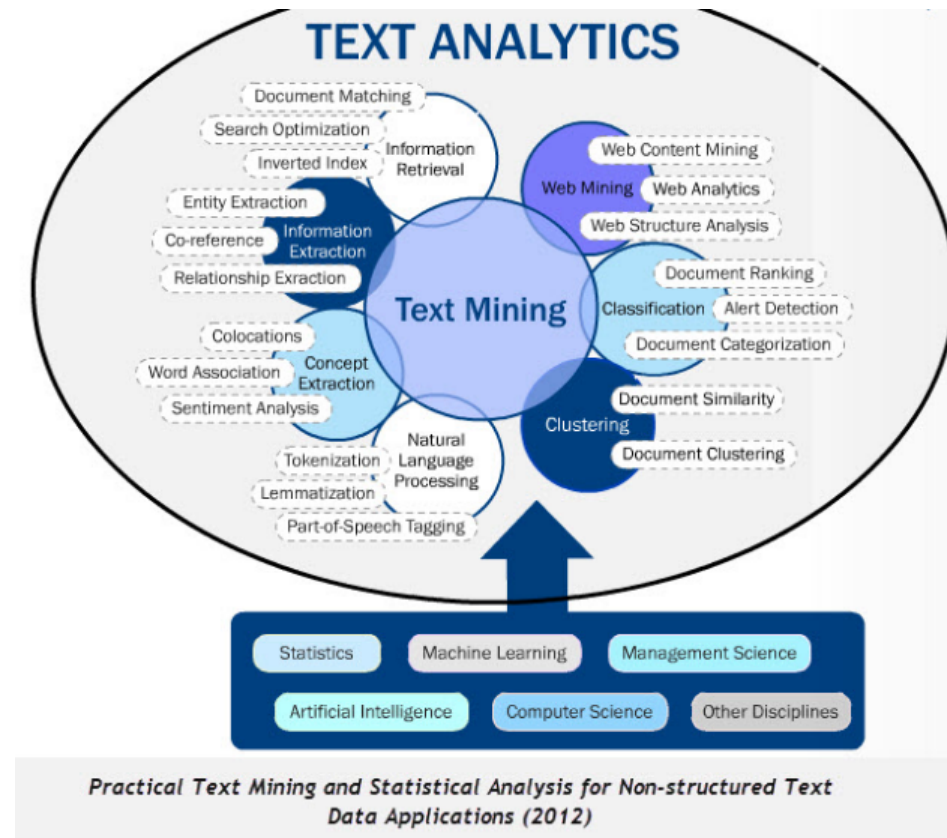 TEXT ANALYTICS
Document Matching
Search Optimization
Inverted Index
Information
Retrieval
Entity Extraction
Co-reference
Relationship Exraction
Information
Extraction
Colocations
Word Association
Sentiment Analysis
Concept
Extraction
Tokenization
Lemmatization
Part-of-Speech Tagging
Natural
Language
Processing
Text Mining
Web Mining
Web Content Mining
Web Analytics
Web Structure Analysis
Classification
Document Ranking
Alert Detection
Document Categorization
Clustering
Document Similarity
Document Clustering
Statistics
Machine Learning
Management Science
Artificial Intelligence
Computer Science
Other Disciplines
Practical Text Mining and Statistical Analysis for Non-structured Text
Data Applications (2012)